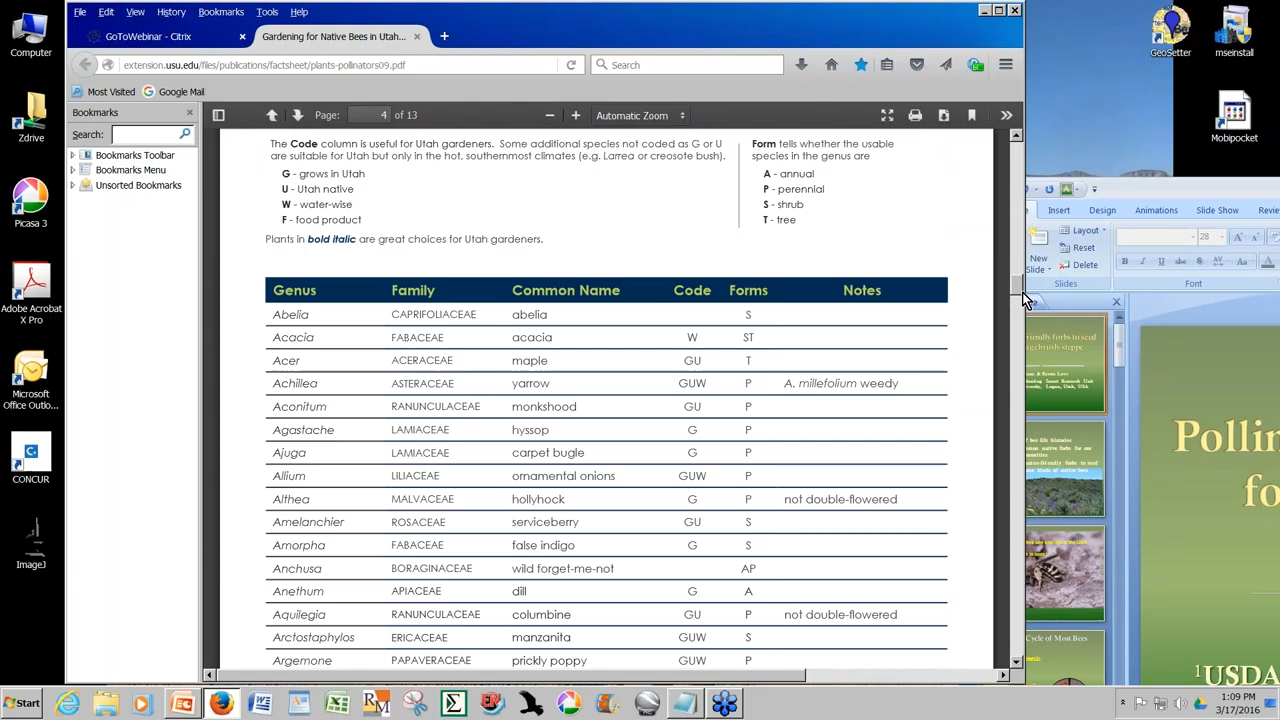 File Edit View History Bookmarks Tools Help
GoToWebinar - Citrix
Gardening for Native Bees in Utah...
extension.usu.edu/files/publications/factsheet/plants-pollinators09.pdf
Search
Most Visited
Google Mail
Bookmarks
Search:
Bookmarks Toolbar
Bookmarks Menu
Unsorted Bookmarks
Page: 4 of 13
Automatic Zoom
The Code column is useful for Utah gardeners. Some additional species not coded as G or U
are suitable for Utah but only in the hot, southernmost climates (e.g. Larrea or creosote bush).
G - grows in Utah
U - Utah native
W - water-wise
F - food product
Form tells whether the usable
species in the genus are
A - annual
P - perennial
S - shrub
T - tree
Plants in bold italic are great choices for Utah gardeners.
Genus Family Common Name Code Forms Notes
Abelia CAPRIFOLIACEAE abelia S
Acacia FABACEAE acacia W ST
Acer ACERACEAE maple GU T
Achillea ASTERACEAE yarrow GUW P A. millefolium weedy
Aconitum RANUNCULACEAE monkshood GU P
Agastache LAMIACEAE hyssop G P
Ajuga LAMIACEAE carpet bugle G P
Allium LILIACEAE ornamental onions GUW P
Althea MALVACEAE hollyhock G P not double-flowered
Amelanchier ROSACEAE serviceberry GU S
Amorpha FABACEAE false indigo G S
Anchusa BORAGINACEAE wild forget-me-not AP
Anethum APIACEAE dill G A
Aquilegia RANUNCULACEAE columbine GU P not double-flowered
Arctostaphylos ERICACEAE manzanita GUW S
Argemone PAPAVERACEAE prickly poppy GUW P
Computer
Zdrive
Picasa 3
Adobe Acrobat
X Pro
Microsoft
Office Outlo...
CONCUR
ImageJ
GeoSetter
mseinstall
Mobipocket
Insert Design Animations Slide Show
New
Slide
Layout
Reset
Delete
Slides
28
Font
Pollin
fo
1USDA
Cycle of Most Bees
Start
1:09 PM
3/17/2016